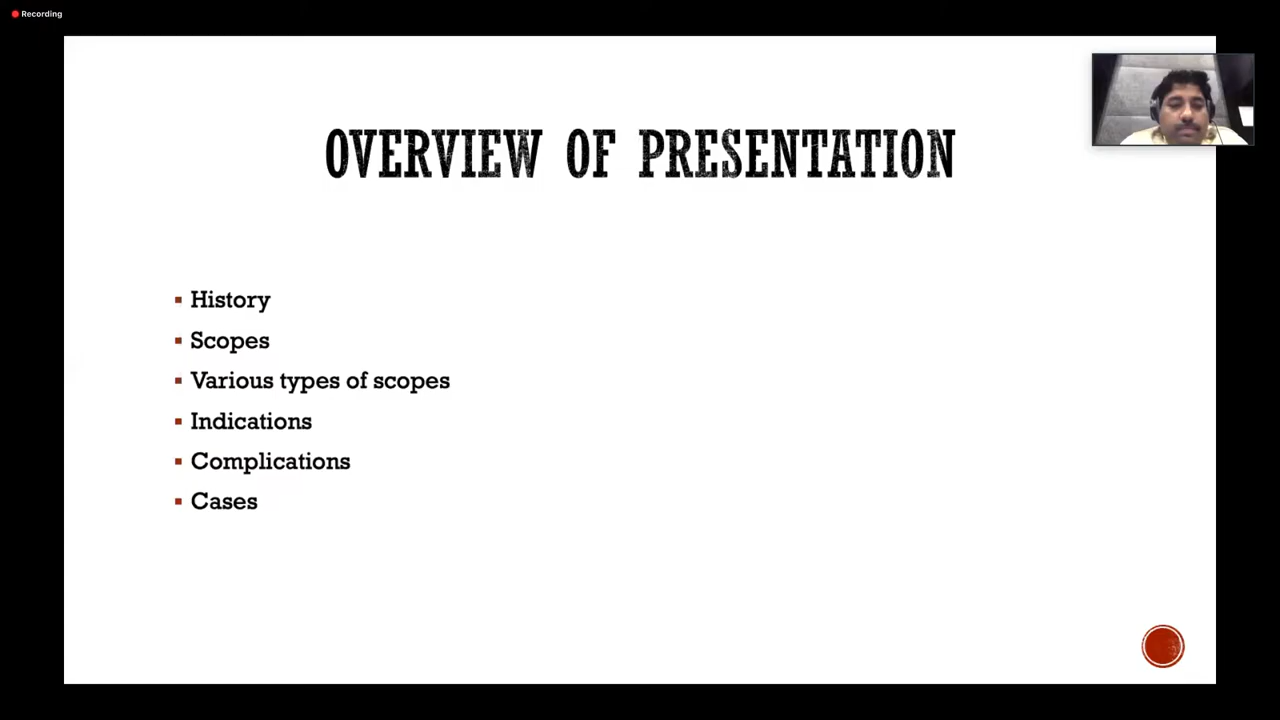 Recording
OVERVIEW OF PRESENTATION
History
Scopes
Various types of scopes
Indications
Complications
Cases